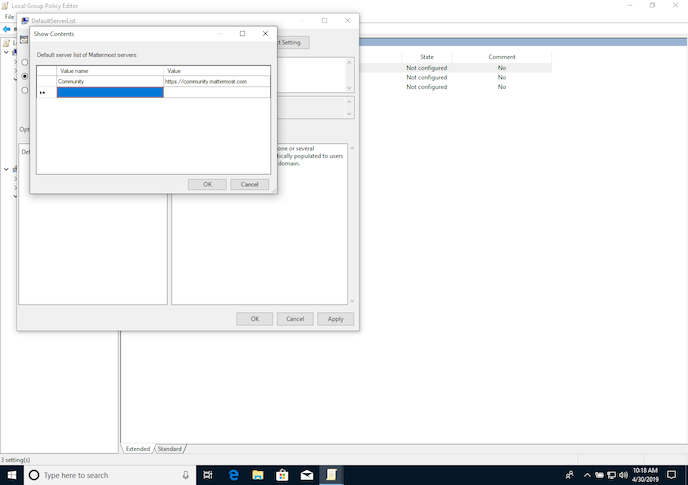 Local Group Policy Editor
File
DefaultServerList
Setting
Show Contents
Default server list of Mattermost servers:
Value name Value
Community https://community.mattermost.com
OK Cancel
State Comment
Not configured No
Not configured No
Not configured No
one or several
tically populated to users
domain.
OK Cancel Apply
Extended Standard
3 setting(s)
Type here to search
10:18 AM
4/30/2019